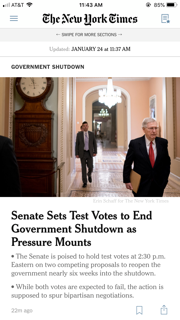 AT&T
11:43 AM
85%
The New York Times
← SWIPE FOR MORE SECTIONS →
Updated: JANUARY 24 at 11:37 AM
GOVERNMENT SHUTDOWN
Erin Schaff for The New York Times
Senate Sets Test Votes to End
Government Shutdown as
Pressure Mounts
• The Senate is poised to hold test votes at 2:30 p.m.
Eastern on two competing proposals to reopen the
government nearly six weeks into the shutdown.
• While both votes are expected to fail, the action is
supposed to spur bipartisan negotiations.
22m ago